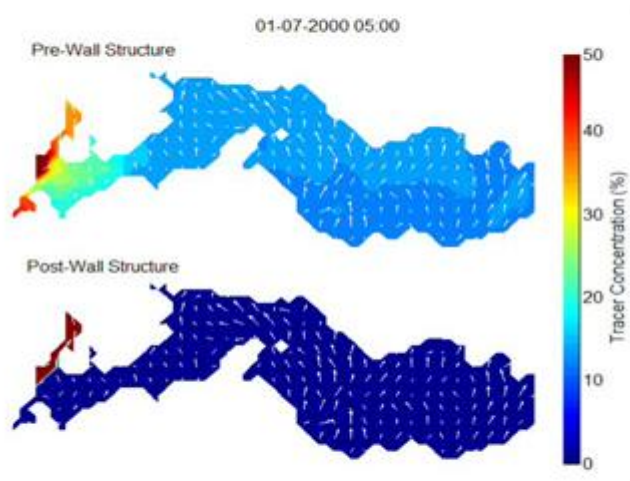 01-07-2000 05:00
Pre-Wall Structure
50
40
30
20
10
0
Tracer Concentration (%)
Post-Wall Structure